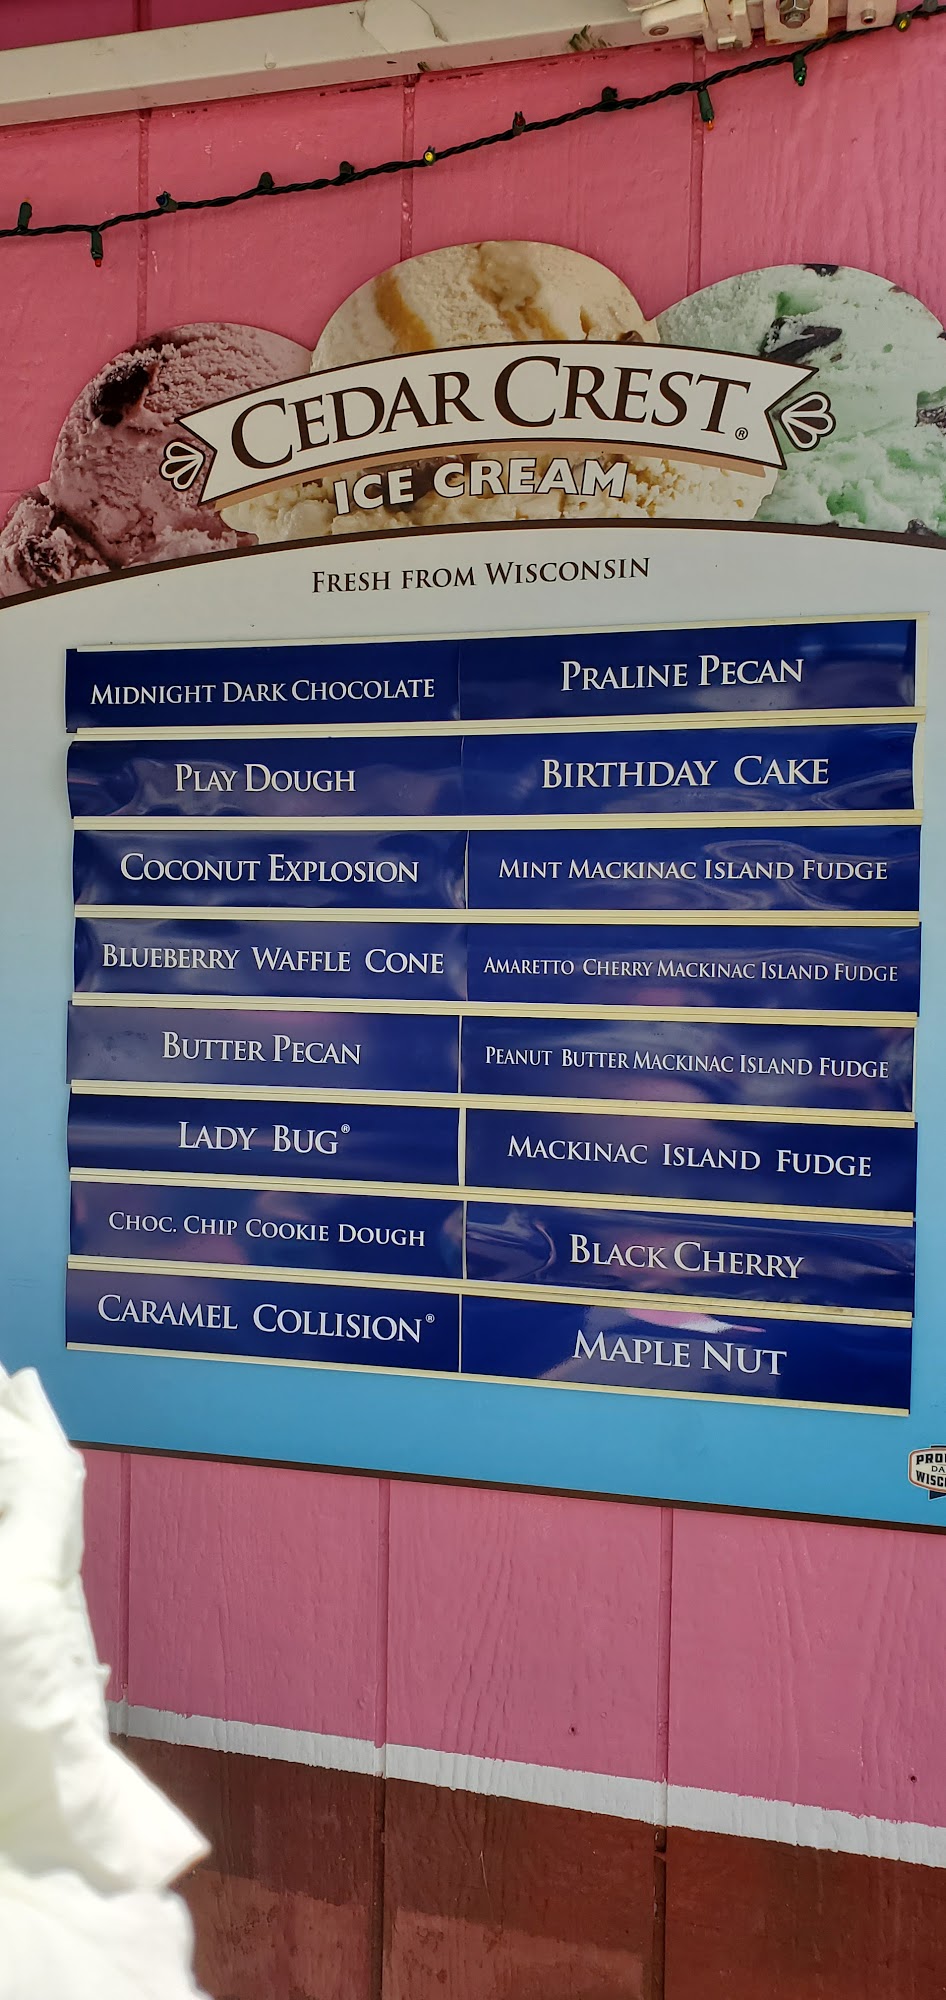 CEDAR CREST®
ICE CREAM
FRESH FROM WISCONSIN
MIDNIGHT DARK CHOCOLATE
PRALINE PECAN
PLAY DOUGH
BIRTHDAY CAKE
COCONUT EXPLOSION
MINT MACKINAC ISLAND FUDGE
BLUEBERRY WAFFLE CONE
AMARETTO CHERRY MACKINAC ISLAND FUDGE
BUTTER PECAN
PEANUT BUTTER MACKINAC ISLAND FUDGE
LADY BUG®
MACKINAC ISLAND FUDGE
CHOC. CHIP COOKIE DOUGH
BLACK CHERRY
CARAMEL COLLISION®
MAPLE NUT